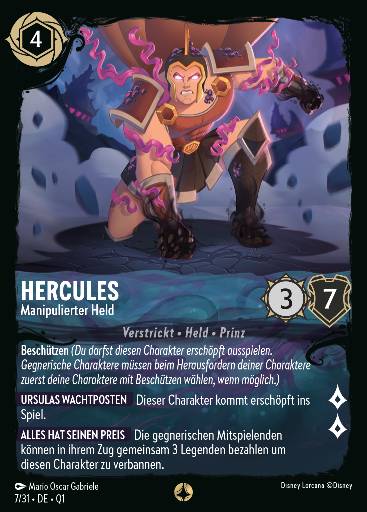 4
HERCULES
Manipulierter Held
3
7
Verstrickt • Held • Prinz
Beschützen (Du darfst diesen Charakter erschöpft ausspielen.
Gegnerische Charaktere müssen beim Herausfordern deiner Charaktere
zuerst deine Charaktere mit Beschützen wählen, wenn möglich.)
URSULAS WACHTPOSTEN Dieser Charakter kommt erschöpft ins
Spiel.
ALLES HAT SEINEN PREIS Die gegnerischen Mitspielenden
können in ihrem Zug gemeinsam 3 Legenden bezahlen um
diesen Charakter zu verbannen.
Mario Oscar Gabriele
Disney Lorcana ©Disney
7/31 • DE • Q1